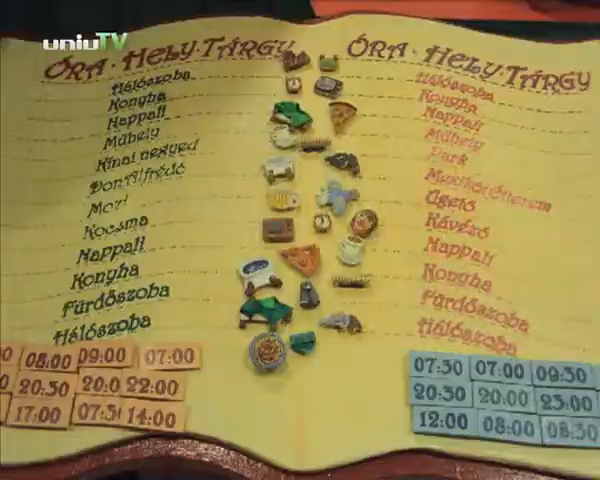 uniuTV
ÓRA · HELY · TÁRGY
Hálószoba
Konyha
Nappali
Műhely
Kínai negyed
Don Alfrédó
Mozi
Kocsma
Nappali
Konyha
Fürdőszoba
Hálószoba
08:00 09:00 07:00
20:30 22:00
17:00 14:00
ÓRA · HELY · TÁRGY
Hálószoba
Konyha
Nappali
Műhely
Park
Ügető
Kávézó
Nappali
Konyha
Fürdőszoba
Hálószoba
07:30 07:00 09:30
20:30 20:00 23:00
12:00 08:00 08:30